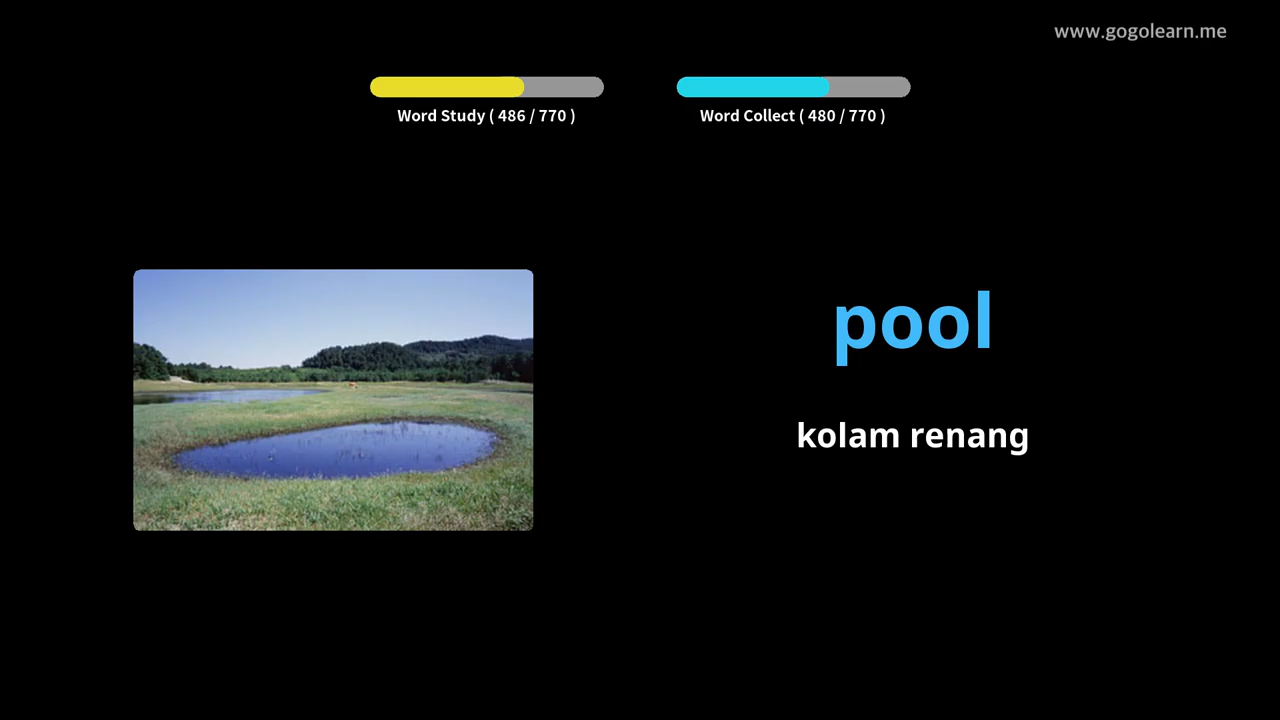 www.gogolearn.me
Word Study ( 486 / 770 )
Word Collect ( 480 / 770 )
pool
kolam renang